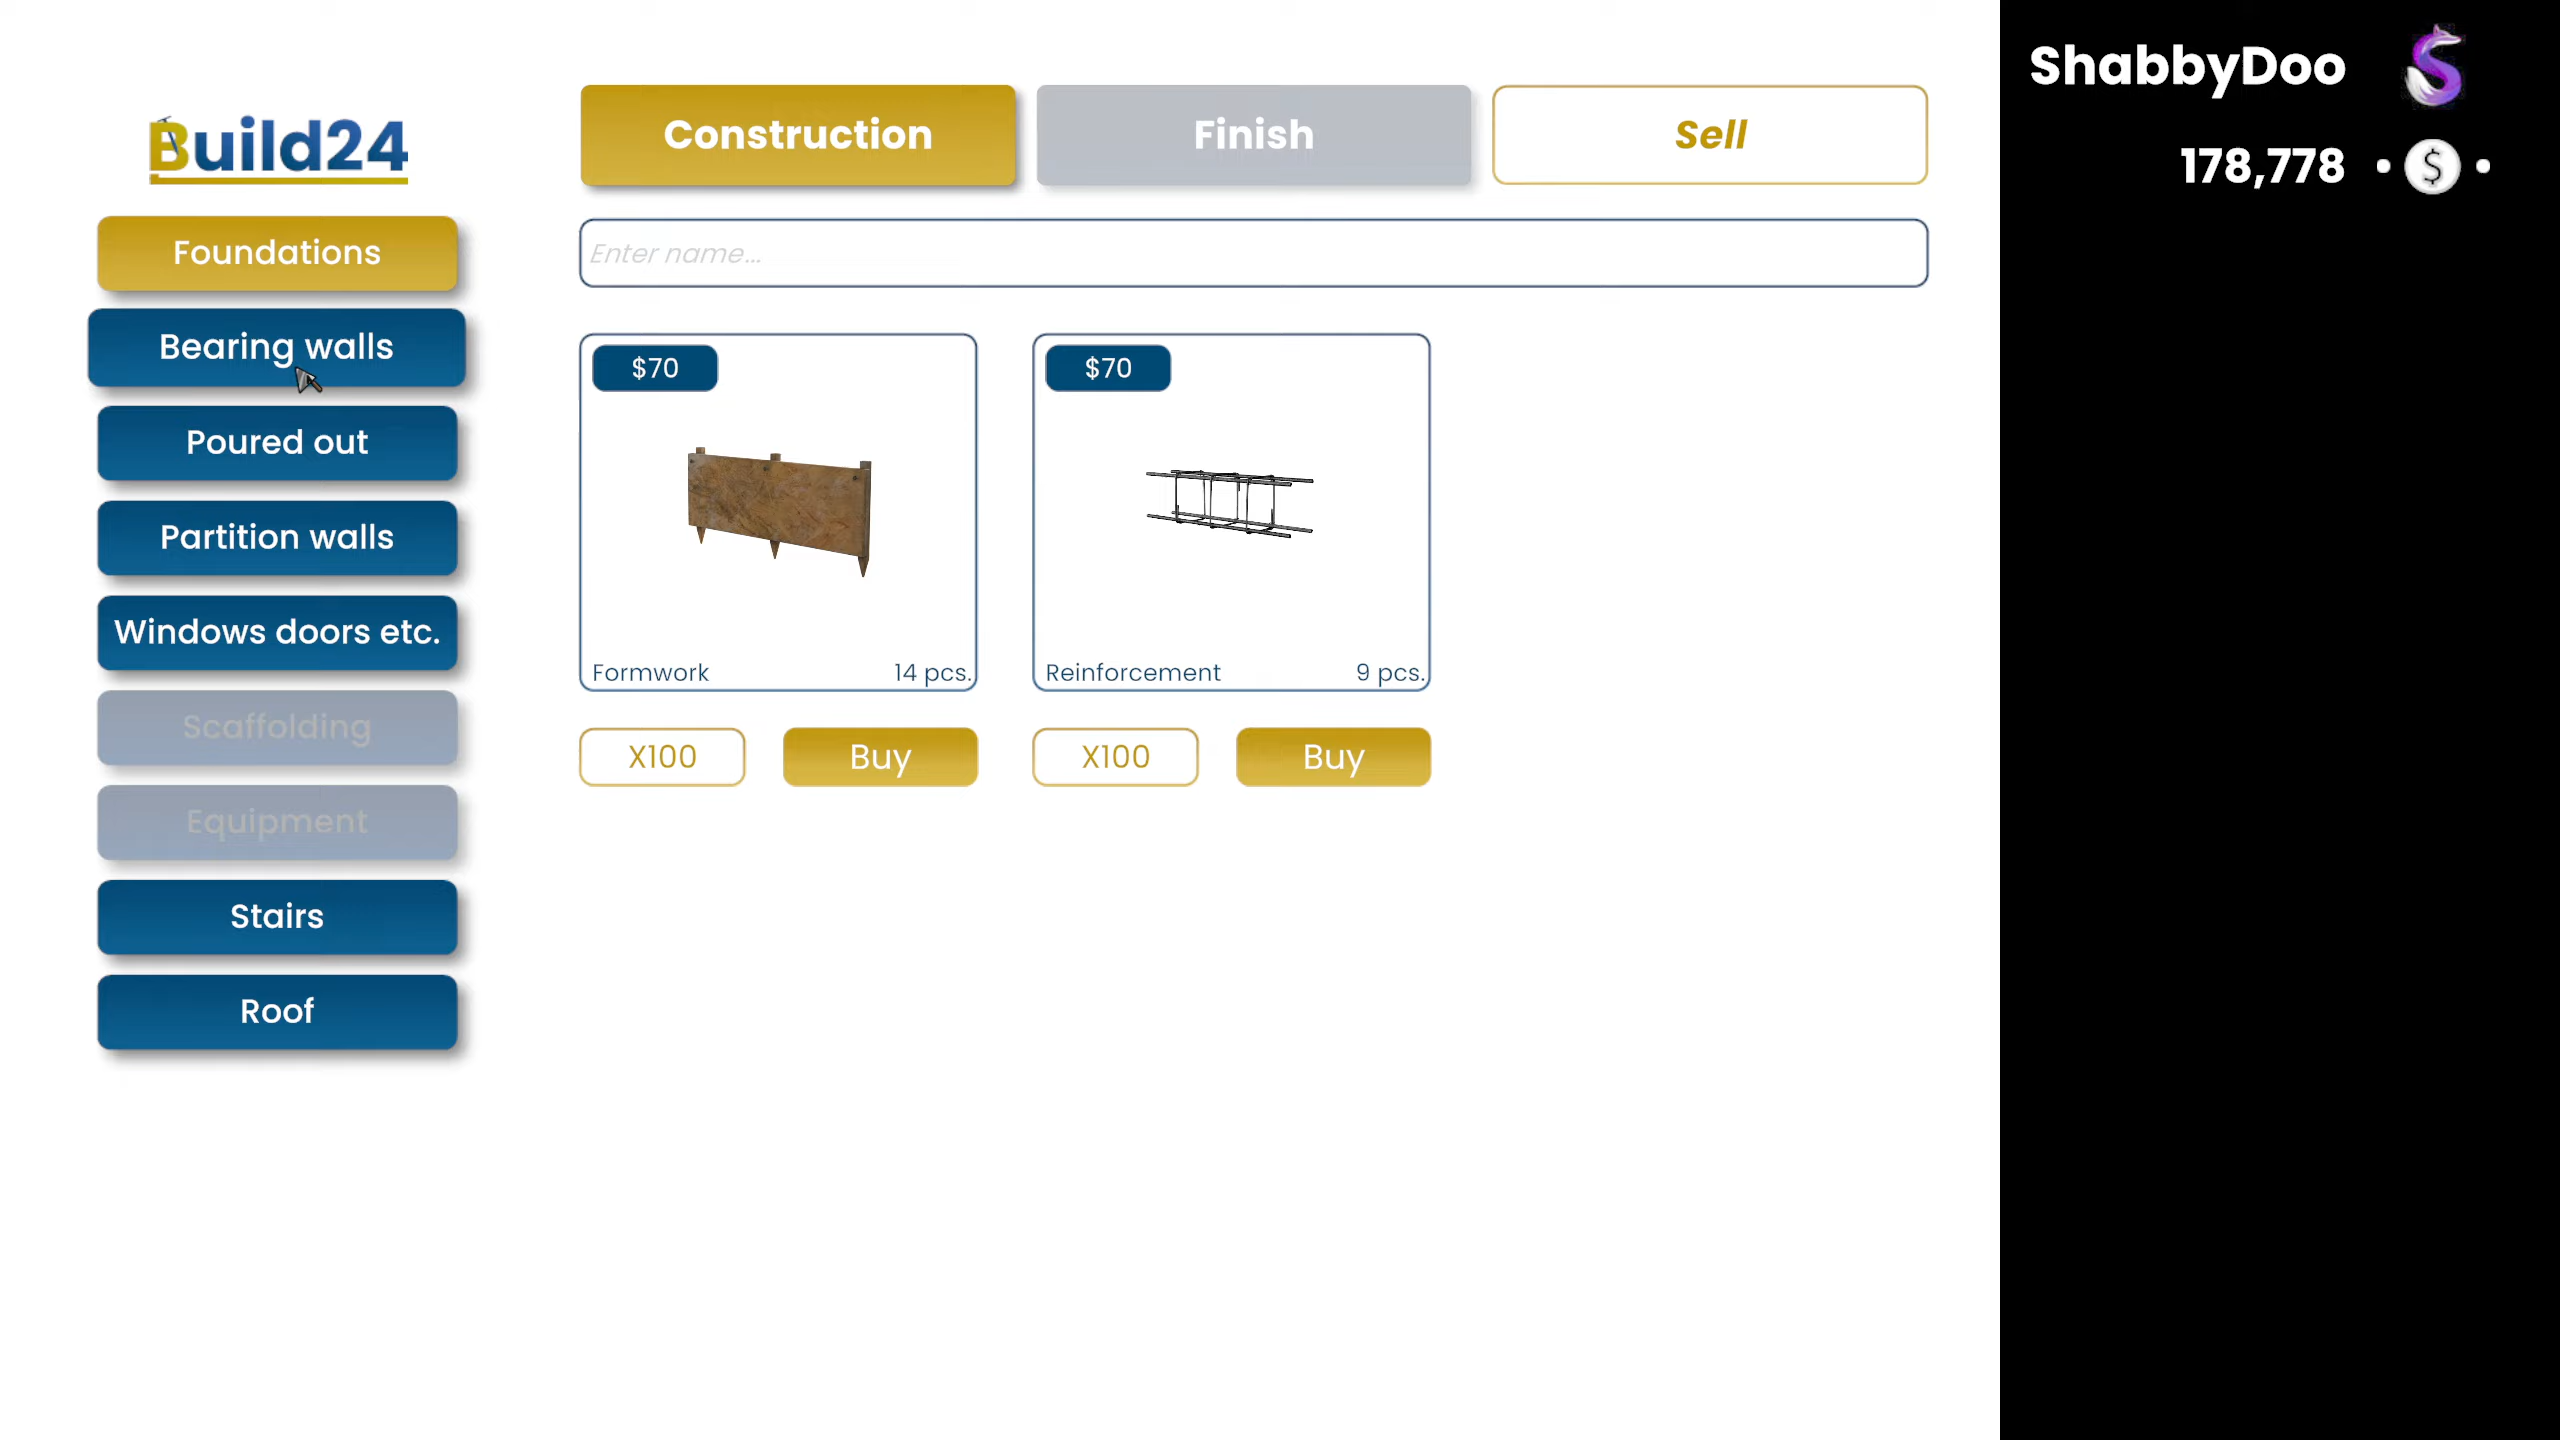 Build24
Construction
Finish
Sell
ShabbyDoo
178,778
$
Enter name...
Foundations
Bearing walls
Poured out
Partition walls
Windows doors etc.
Scaffolding
Equipment
Stairs
Roof
$70
Formwork 14 pcs.
X100 Buy
$70
Reinforcement 9 pcs.
X100 Buy